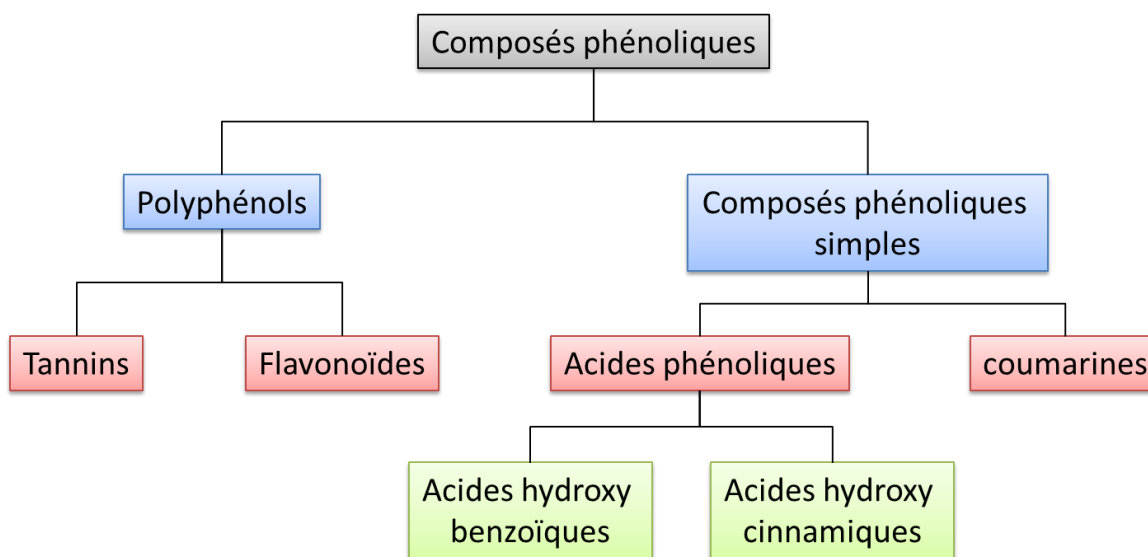 Composés phénoliques
Polyphénols
Composés phénoliques
simples
Tannins
Flavonoïdes
Acides phénoliques
coumarines
Acides hydroxy
benzoïques
Acides hydroxy
cinnamiques